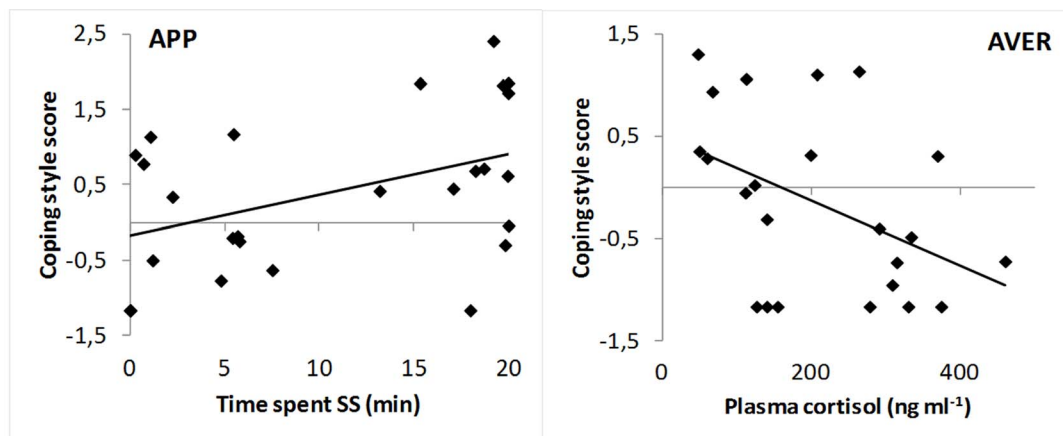 APP
2,5
1,5
0,5
-0,5
-1,5
Coping style score
0 5 10 15 20
Time spent SS (min)
AVER
1,5
0,5
-0,5
-1,5
Coping style score
0 200 400
Plasma cortisol (ng ml⁻¹)